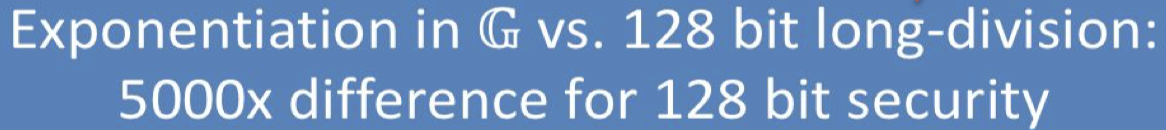 Exponentiation in 𝔾 vs. 128 bit long-division:
5000x difference for 128 bit security